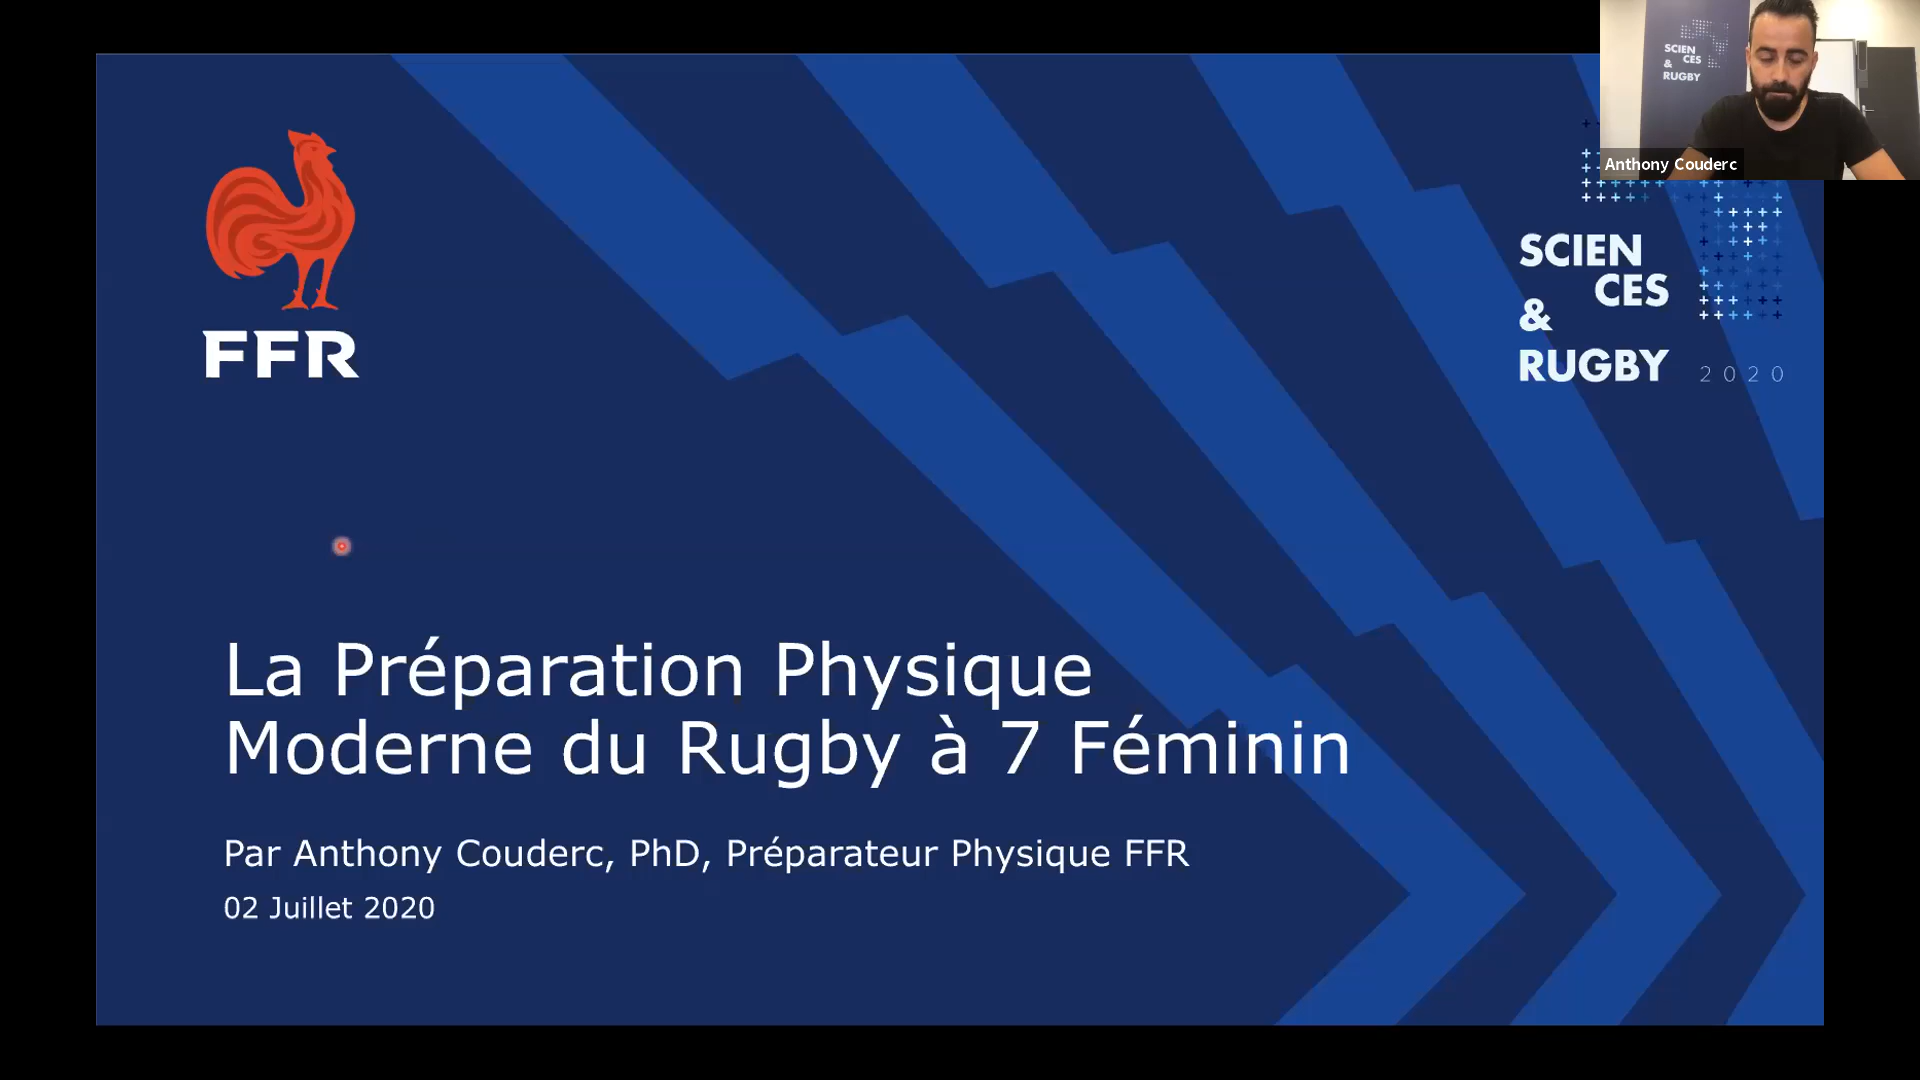 SCIEN
CES
&
RUGBY
Anthony Couderc
FFR
SCIEN
CES
&
RUGBY 2020
La Préparation Physique
Moderne du Rugby à 7 Féminin
Par Anthony Couderc, PhD, Préparateur Physique FFR
02 Juillet 2020